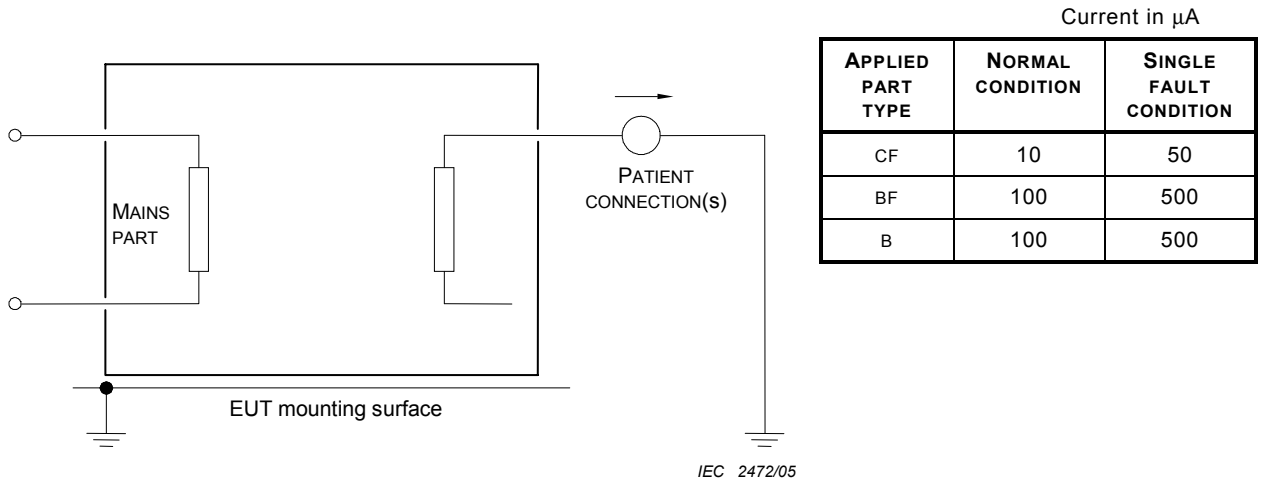 Current in μA
APPLIED PART TYPE
NORMAL CONDITION
SINGLE FAULT CONDITION
CF 10 50
BF 100 500
B 100 500
MAINS
PART
PATIENT
CONNECTION(s)
EUT mounting surface
IEC 2472/05